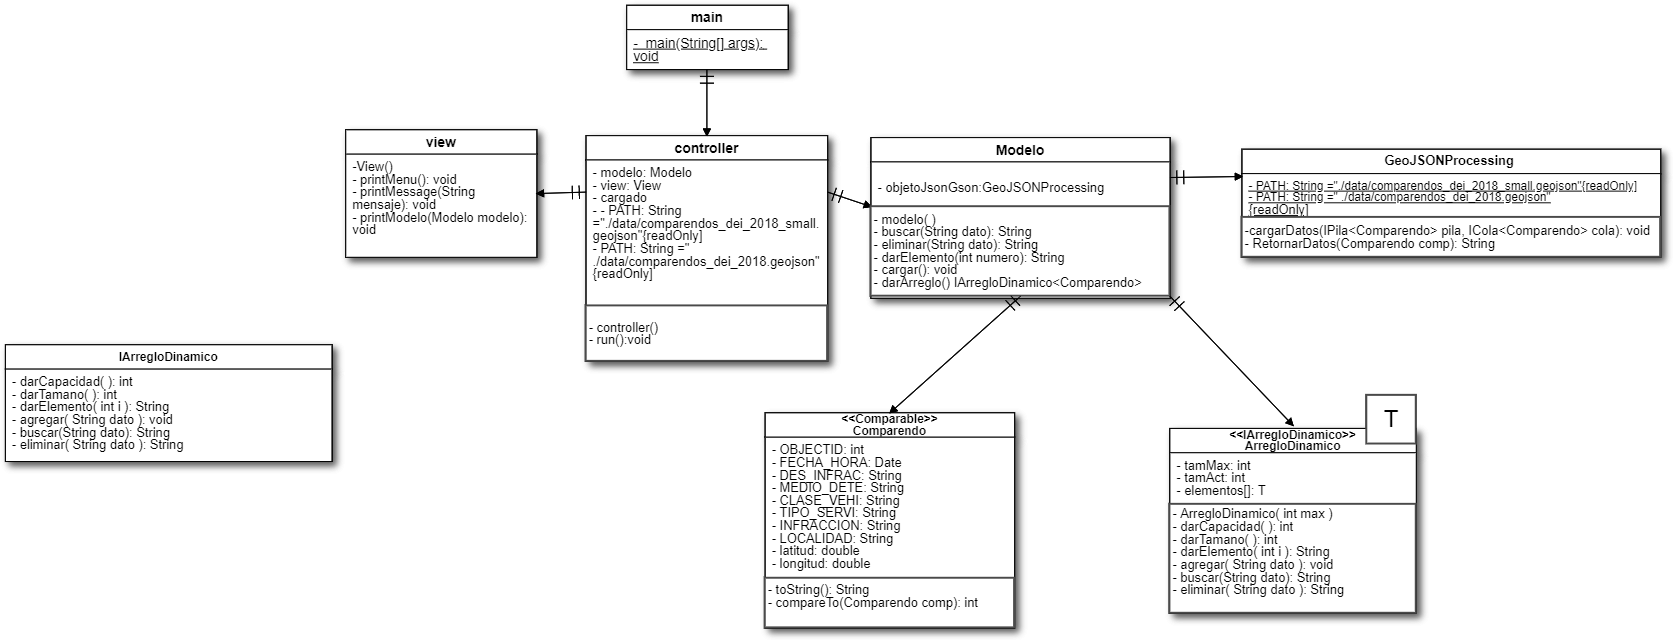 main
- main(String[] args):
void
view
-View()
- printMenu(): void
- printMessage(String
mensaje): void
- printModelo(Modelo modelo):
void
controller
- modelo: Modelo
- view: View
- cargado
- - PATH: String
="./data/comparendos_dei_2018_small.
geojson"{readOnly]
- PATH: String ="
./data/comparendos_dei_2018.geojson"
{readOnly]
- controller()
- run():void
Modelo
- objetoJsonGson:GeoJSONProcessing
- modelo( )
- buscar(String dato): String
- eliminar(String dato): String
- darElemento(int numero): String
- cargar(): void
- darArreglo() IArregloDinamico<Comparendo>
GeoJSONProcessing
- PATH: String ="./data/comparendos_dei_2018_small.geojson"{readOnly]
- PATH: String ="./data/comparendos_dei_2018.geojson"
{readOnly]
-cargarDatos(IPila<Comparendo> pila, ICola<Comparendo> cola): void
- RetornarDatos(Comparendo comp): String
IArregloDinamico
- darCapacidad( ): int
- darTamano( ): int
- darElemento( int i ): String
- agregar( String dato ): void
- buscar(String dato): String
- eliminar( String dato ): String
<<Comparable>>
Comparendo
- OBJECTID: int
- FECHA_HORA: Date
- DES_INFRAC: String
- MEDIO_DETE: String
- CLASE_VEHI: String
- TIPO_SERVI: String
- INFRACCION: String
- LOCALIDAD: String
- latitud: double
- longitud: double
- toString(): String
- compareTo(Comparendo comp): int
T
<<IArregloDinamico>>
ArregloDinamico
- tamMax: int
- tamAct: int
- elementos[]: T
- ArregloDinamico( int max )
- darCapacidad( ): int
- darTamano( ): int
- darElemento( int i ): String
- agregar( String dato ): void
- buscar(String dato): String
- eliminar( String dato ): String